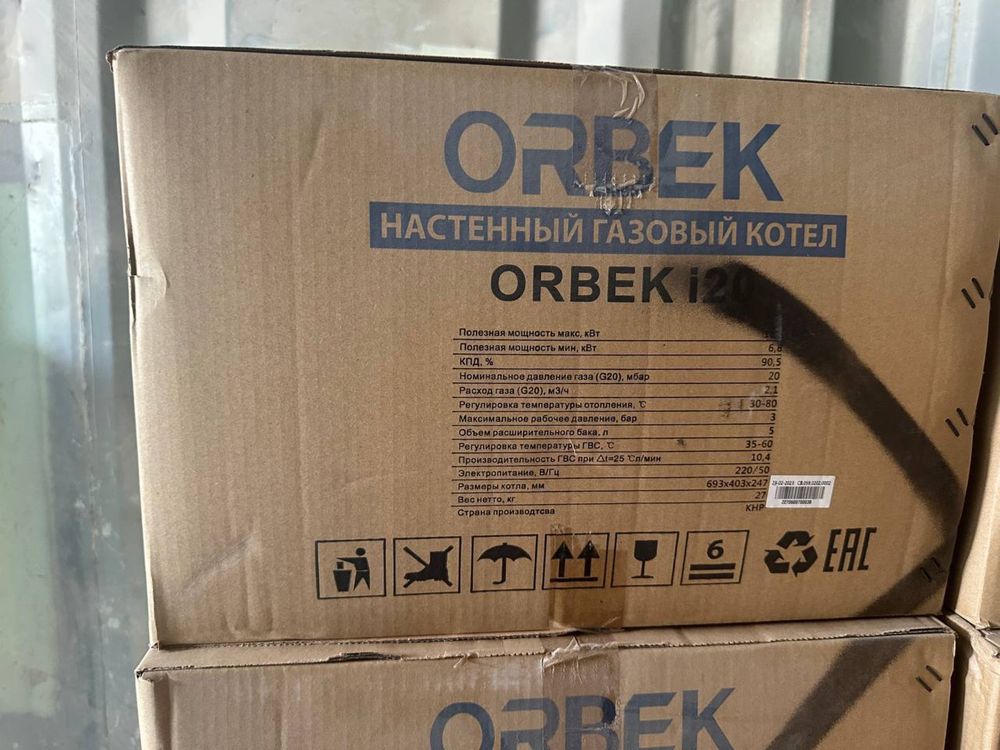 ORBEK
НАСТЕННЫЙ ГАЗОВЫЙ КОТЕЛ
ORBEK i20
Полезная мощность макс, кВт
Полезная мощность мин, кВт 6,8
КПД, % 90,5
Номинальное давление газа (G20), мбар 20
Расход газа (G20), м3/ч 2,1
Регулировка температуры отопления, ℃ 30-80
Максимальное рабочее давление, бар 3
Объем расширительного бака, л 5
Регулировка температуры ГВС, ℃ 35-60
Производительность ГВС при Δt=25 ℃л/мин 10,4
Электропитание, В/Гц 220/50
Размеры котла, мм 693x403x247
Вес нетто, кг 27
Страна производтсва КНР
6
EAC
ORBEK